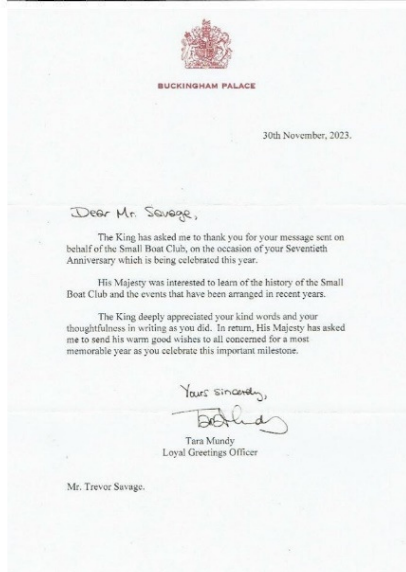 BUCKINGHAM PALACE
30th November, 2023.
Dear Mr. Savage,
The King has asked me to thank you for your message sent on
behalf of the Small Boat Club, on the occasion of your Seventieth
Anniversary which is being celebrated this year.
His Majesty was interested to learn of the history of the Small
Boat Club and the events that have been arranged in recent years.
The King deeply appreciated your kind words and your
thoughtfulness in writing as you did. In return, His Majesty has asked
me to send his warm good wishes to all concerned for a most
memorable year as you celebrate this important milestone.
Yours sincerely,
Tara Mundy
Loyal Greetings Officer
Mr. Trevor Savage.